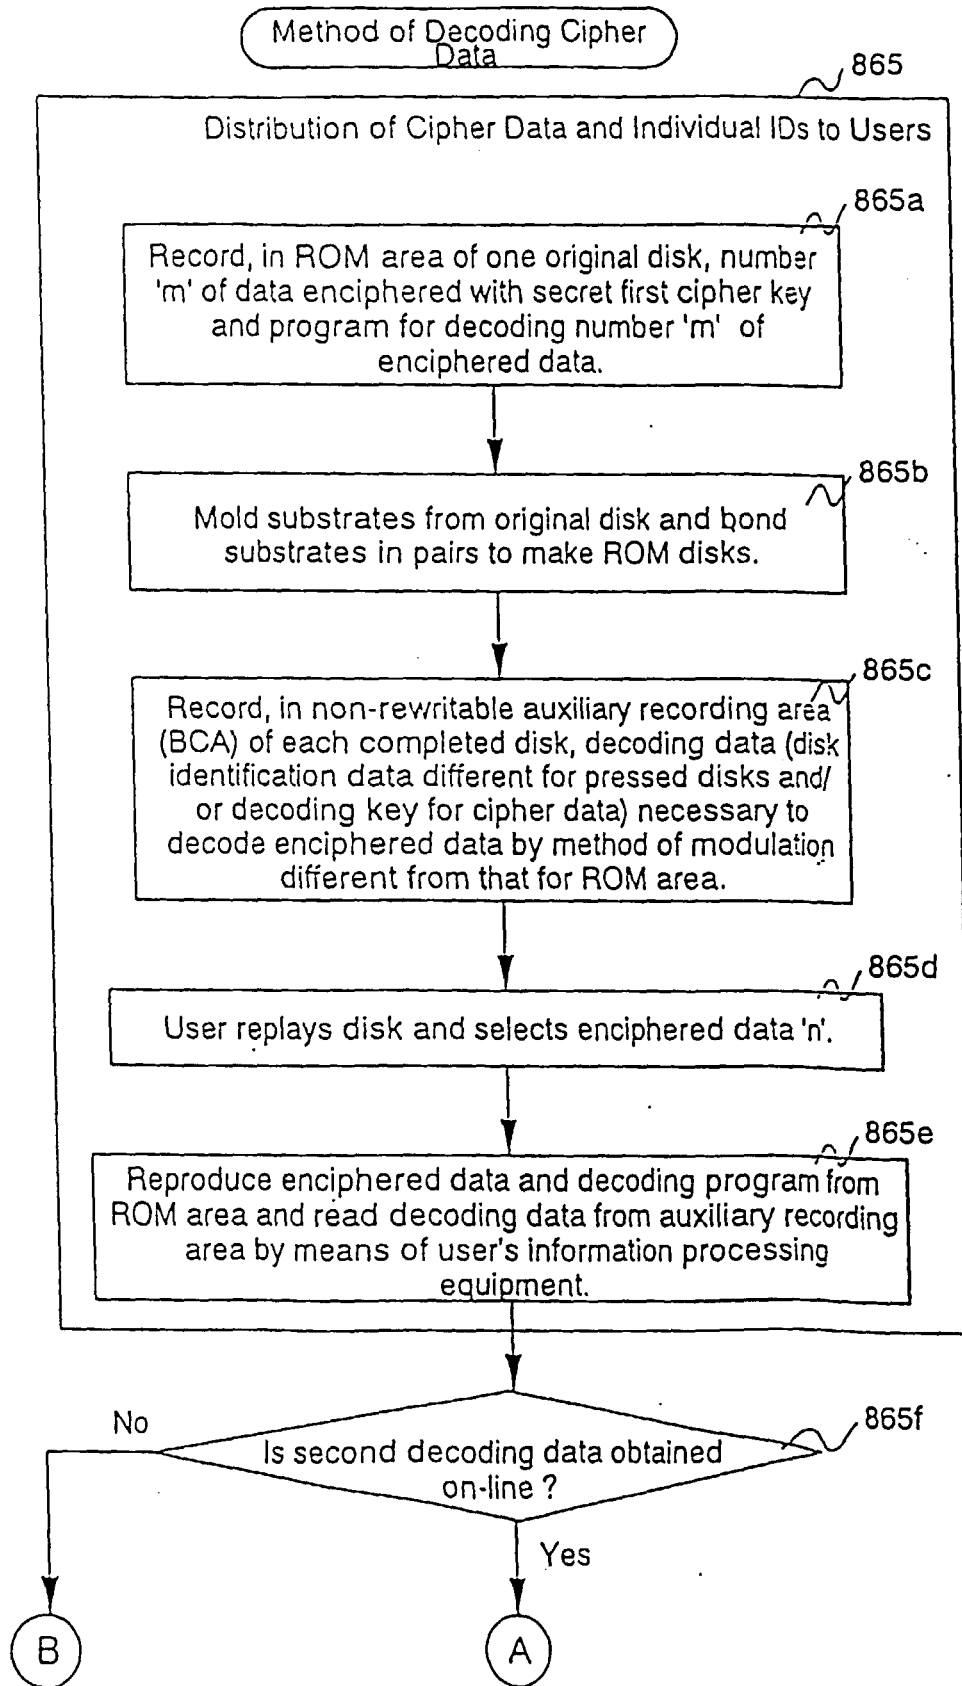 Method of Decoding Cipher
Data
865
Distribution of Cipher Data and Individual IDs to Users
865a
Record, in ROM area of one original disk, number
'm' of data enciphered with secret first cipher key
and program for decoding number 'm' of
enciphered data.
865b
Mold substrates from original disk and bond
substrates in pairs to make ROM disks.
865c
Record, in non-rewritable auxiliary recording area
(BCA) of each completed disk, decoding data (disk
identification data different for pressed disks and/
or decoding key for cipher data) necessary to
decode enciphered data by method of modulation
different from that for ROM area.
865d
User replays disk and selects enciphered data 'n'.
865e
Reproduce enciphered data and decoding program from
ROM area and read decoding data from auxiliary recording
area by means of user's information processing
equipment.
865f
No
Is second decoding data obtained
on-line ?
Yes
B
A